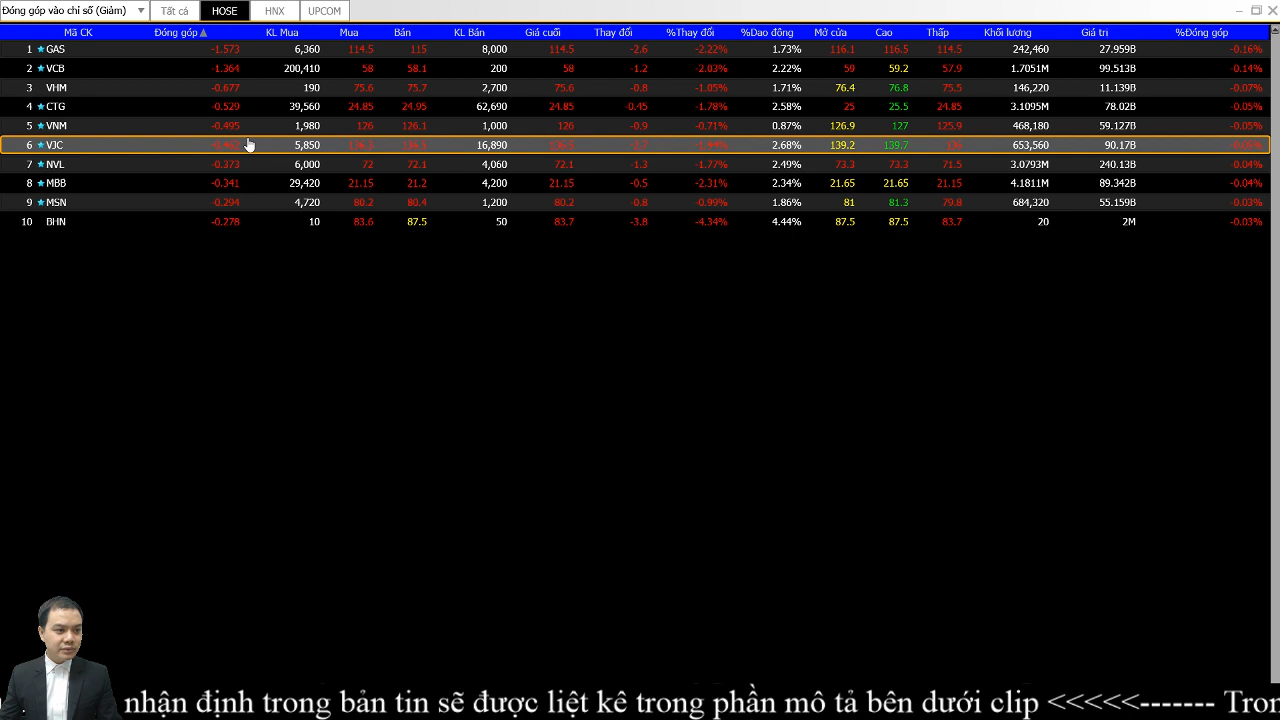 Đóng góp vào chỉ số (Giảm) Tất cả HOSE HNX UPCOM
Mã CK Đóng góp KL Mua Mua Bán KL Bán Giá cuối Thay đổi %Thay đổi %Dao động Mở cửa Cao Thấp Khối lượng Giá trị %Đóng góp
1 GAS -1.573 6,360 114.5 115 8,000 114.5 -2.6 -2.22% 1.73% 116.1 116.5 114.5 242,460 27.959B -0.16%
2 VCB -1.364 200,410 58 58.1 200 58 -1.2 -2.03% 2.22% 59 59.2 57.9 1.7051M 99.513B -0.14%
3 VHM -0.677 190 75.6 75.7 2,700 75.6 -0.8 -1.05% 1.71% 76.4 76.8 75.5 146,220 11.139B -0.07%
4 CTG -0.529 39,560 24.85 24.95 62,690 24.85 -0.45 -1.78% 2.58% 25 25.5 24.85 3.1095M 78.02B -0.05%
5 VNM -0.495 1,980 126 126.1 1,000 126 -0.9 -0.71% 0.87% 126.9 127 125.9 468,180 59.127B -0.05%
6 VJC 5,850 16,890 2.68% 139.2 139.7 136 653,560 90.17B
7 NVL -0.373 6,000 72 72.1 4,060 72.1 -1.3 -1.77% 2.49% 73.3 73.3 71.5 3.0793M 240.13B -0.04%
8 MBB -0.341 29,420 21.15 21.2 4,200 21.15 -0.5 -2.31% 2.34% 21.65 21.65 21.15 4.1811M 89.342B -0.04%
9 MSN -0.294 4,720 80.2 80.4 1,200 80.2 -0.8 -0.99% 1.86% 81 81.3 79.8 684,320 55.159B -0.03%
10 BHN -0.278 10 83.6 87.5 50 83.7 -3.8 -4.34% 4.44% 87.5 87.5 83.7 20 2M -0.03%
nhận định trong bản tin sẽ được liệt kê trong phần mô tả bên dưới clip <<<<<------- Tron